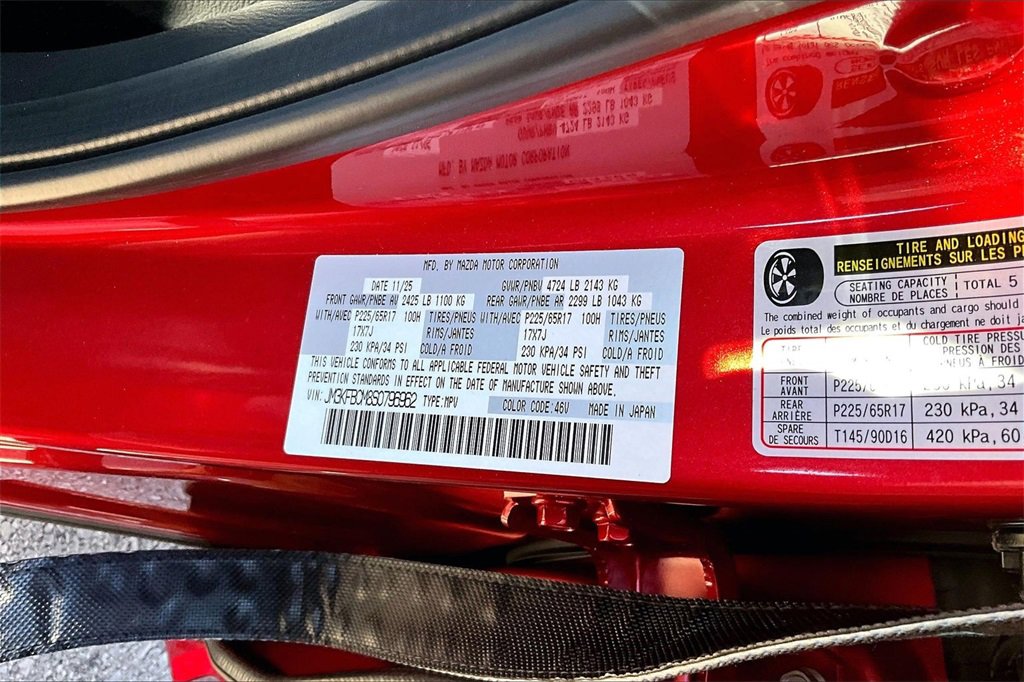 MFD. BY MAZDA MOTOR CORPORATION
DATE 11/25 GVWR/PNBV 4724 LB 2143 KG
FRONT GAWR/PNBE AV 2425 LB 1100 KG REAR GAWR/PNBE AR 2299 LB 1043 KG
WITH/AVEC P225/65R17 100H TIRES/PNEUS WITH/AVEC P225/65R17 100H TIRES/PNEUS
17X7J RIMS/JANTES 17X7J RIMS/JANTES
230 KPA/34 PSI COLD/A FROID 230 KPA/34 PSI COLD/A FROID
THIS VEHICLE CONFORMS TO ALL APPLICABLE FEDERAL MOTOR VEHICLE SAFETY AND THEFT
PREVENTION STANDARDS IN EFFECT ON THE DATE OF MANUFACTURE SHOWN ABOVE.
VIN: JM3KFBCM8S0796962 TYPE:MPV COLOR CODE:46V MADE IN JAPAN
TIRE AND LOADING
RENSEIGNEMENTS SUR LES P
SEATING CAPACITY TOTAL 5
NOMBRE DE PLACES
The combined weight of occupants and cargo should
Le poids total des occupants et du chargement ne doit ja
TIRE COLD TIRE PRESSU
PRESSION DES
PNEUS À FROID
FRONT
AVANT P225/ 34
REAR
ARRIÈRE P225/65R17 230 kPa, 34
SPARE
DE SECOURS T145/90D16 420 kPa, 60